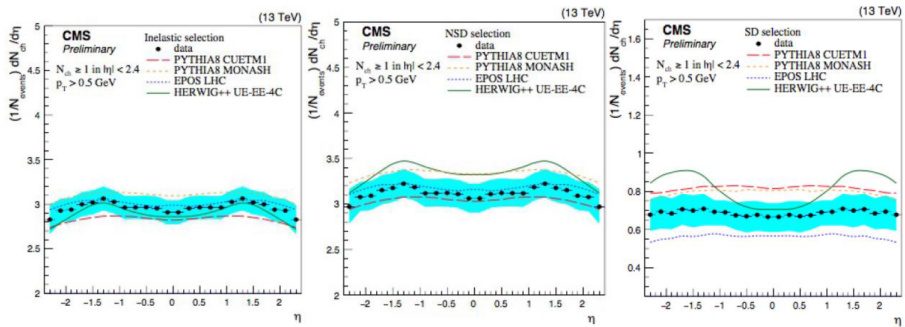 (13 TeV)
CMS
Preliminary
N_ch ≥ 1 in |η| < 2.4
p_T > 0.5 GeV
Inelastic selection
data
PYTHIA8 CUETM1
PYTHIA8 MONASH
EPOS LHC
HERWIG++ UE-EE-4C
(1/N_events) dN_ch/dη
5
4.5
4
3.5
3
2.5
2
-2 -1.5 -1 -0.5 0 0.5 1 1.5 2
η
(13 TeV)
CMS
Preliminary
N_ch ≥ 1 in |η| < 2.4
p_T > 0.5 GeV
NSD selection
data
PYTHIA8 CUETM1
PYTHIA8 MONASH
EPOS LHC
HERWIG++ UE-EE-4C
(1/N_events) dN_ch/dη
5
4.5
4
3.5
3
2.5
2
-2 -1.5 -1 -0.5 0 0.5 1 1.5 2
η
(13 TeV)
CMS
Preliminary
N_ch ≥ 1 in |η| < 2.4
p_T > 0.5 GeV
SD selection
data
PYTHIA8 CUETM1
PYTHIA8 MONASH
EPOS LHC
HERWIG++ UE-EE-4C
(1/N_events) dN_ch/dη
1.6
1.4
1.2
1
0.8
0.6
0.4
-2 -1.5 -1 -0.5 0 0.5 1 1.5 2
η